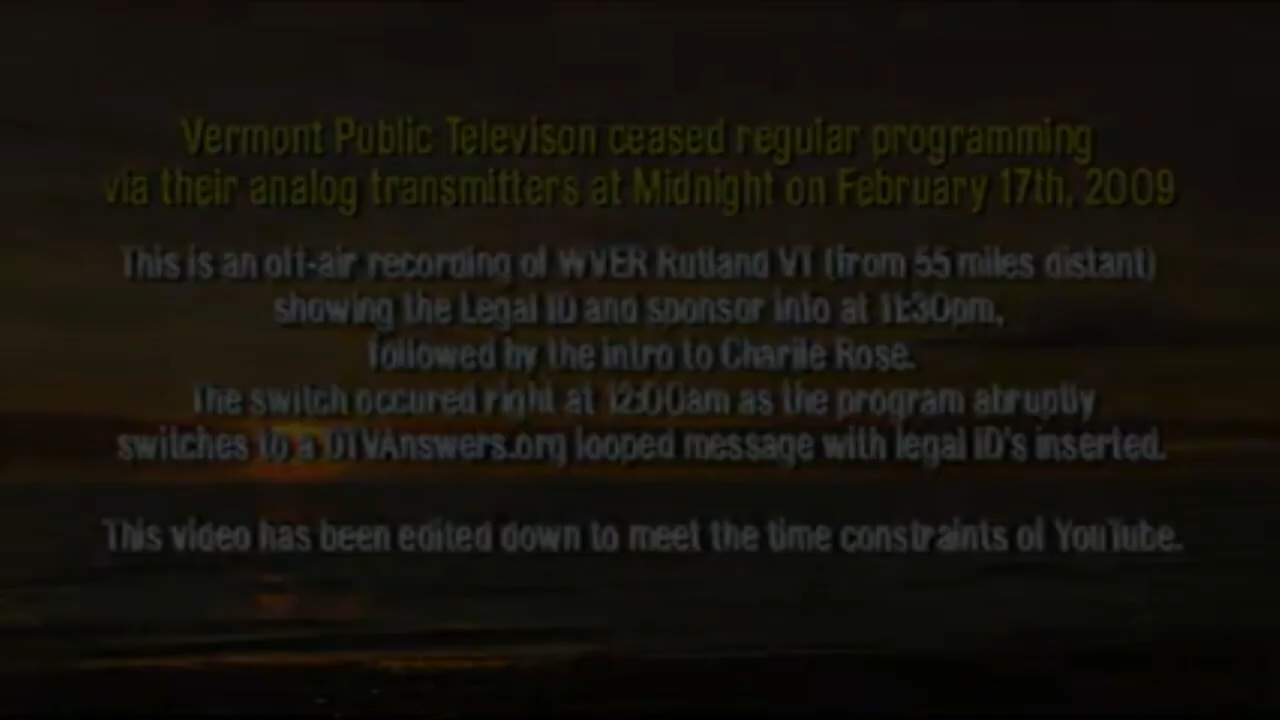 Vermont Public Televison ceased regular programming
via their analog transmitters at Midnight on February 17th, 2009
This is an off-air recording of WVER Rutland VT (from 55 miles distant)
showing the Legal ID and sponsor info at 11:30pm,
followed by the intro to Charlie Rose.
The switch occured right at 12:00am as the program abruptly
switches to a DTVAnswers.org looped message with legal ID's inserted.
This video has been edited down to meet the time constraints of YouTube.